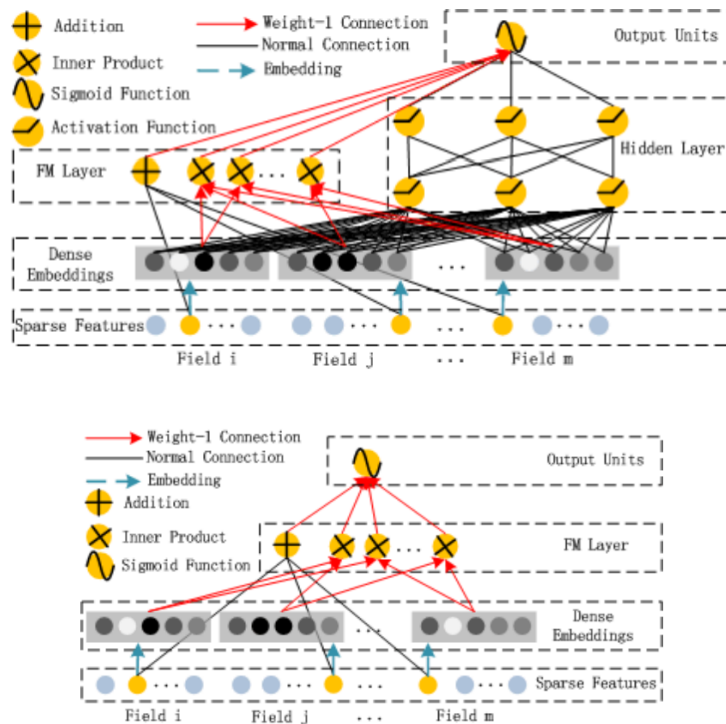 Addition
Weight-1 Connection
Output Units
Normal Connection
Inner Product
Embedding
Sigmoid Function
Activation Function
Hidden Layer
FM Layer
...
Dense
Embeddings
...
Sparse Features ... ... ... ...
Field i Field j ... Field m
Weight-1 Connection
Normal Connection
Output Units
Embedding
Addition
Inner Product
FM Layer
...
Sigmoid Function
Dense
Embeddings
...
... ... ... ... Sparse Features
Field i Field j ... Field m